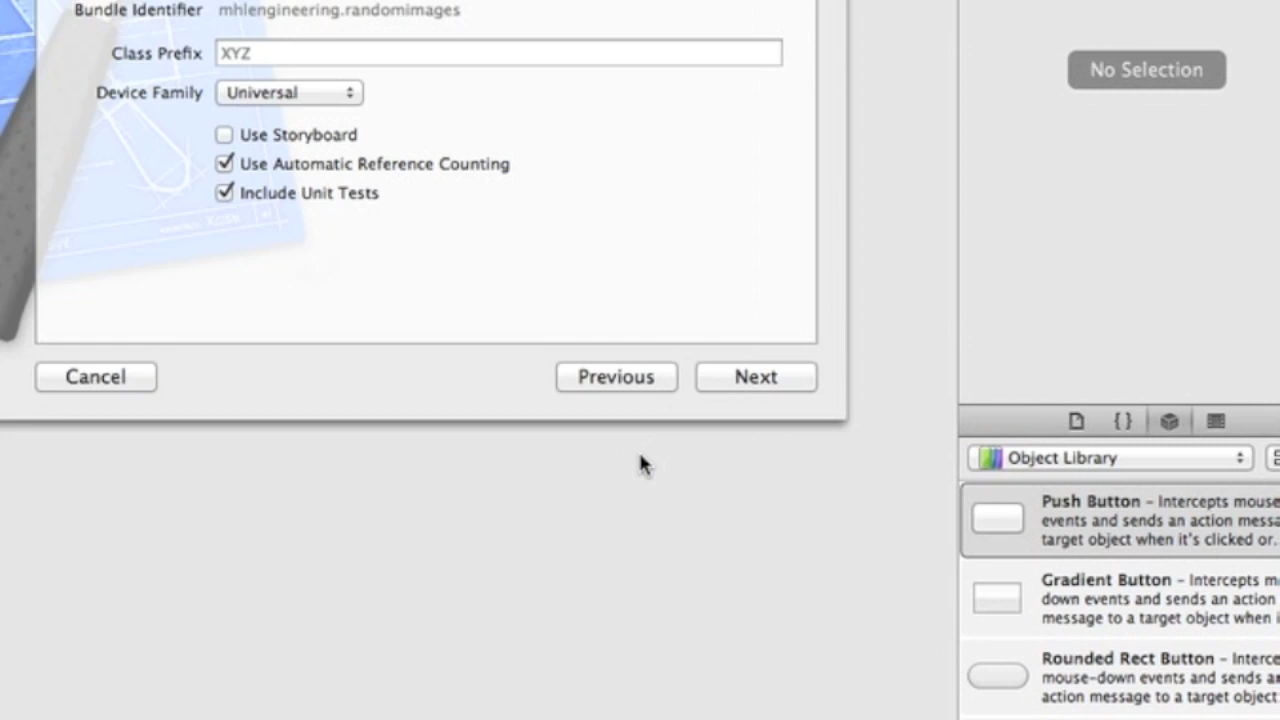 Bundle Identifier mhlengineering.randomimages
Class Prefix XYZ
Device Family Universal
Use Storyboard
Use Automatic Reference Counting
Include Unit Tests
Cancel Previous Next
No Selection
{ }
Object Library
Push Button – Intercepts mouse
events and sends an action messa
target object when it's clicked or.
Gradient Button – Intercepts m
down events and sends an action
message to a target object when i
Rounded Rect Button – Interce
mouse-down events and sends a
action message to a target object